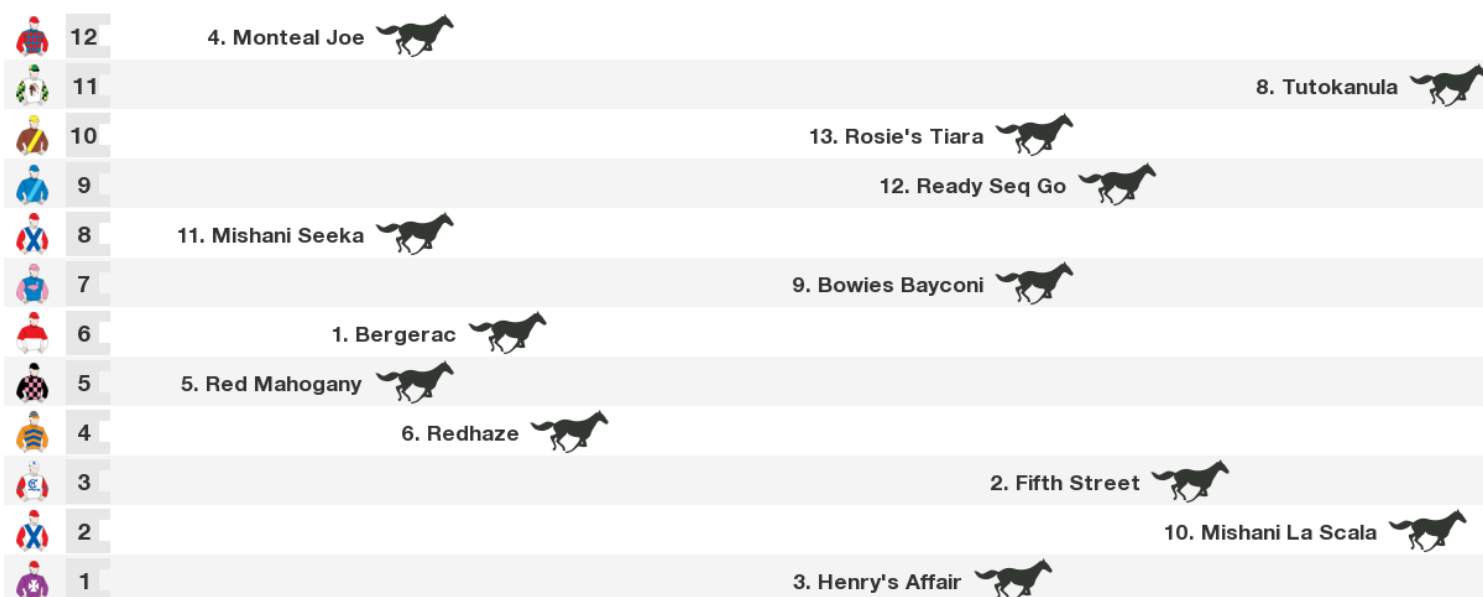 12 4. Monteal Joe
11 8. Tutokanula
10 13. Rosie's Tiara
9 12. Ready Seq Go
8 11. Mishani Seeka
7 9. Bowies Bayconi
6 1. Bergerac
5 5. Red Mahogany
4 6. Redhaze
3 2. Fifth Street
2 10. Mishani La Scala
1 3. Henry's Affair